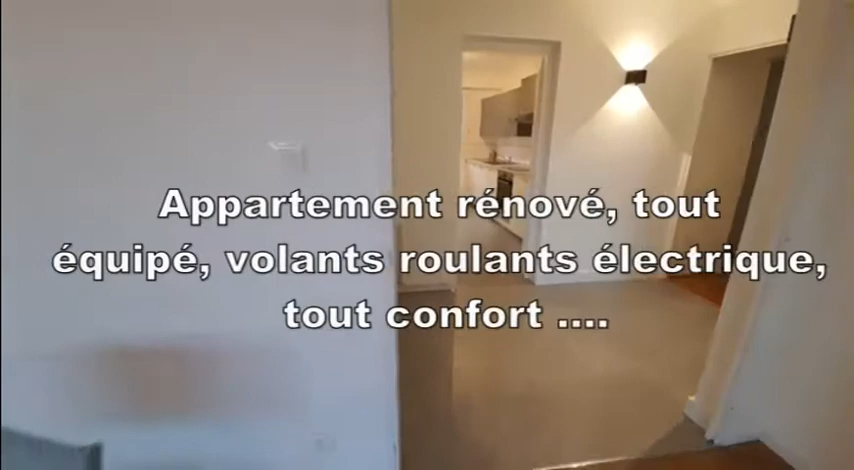 Appartement rénové, tout
équipé, volants roulants électrique,
tout confort ....